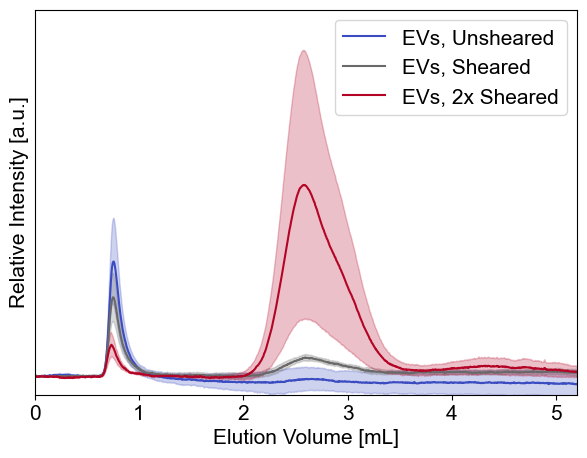 EVs, Unsheared
EVs, Sheared
EVs, 2x Sheared
Relative Intensity [a.u.]
0 1 2 3 4 5
Elution Volume [mL]